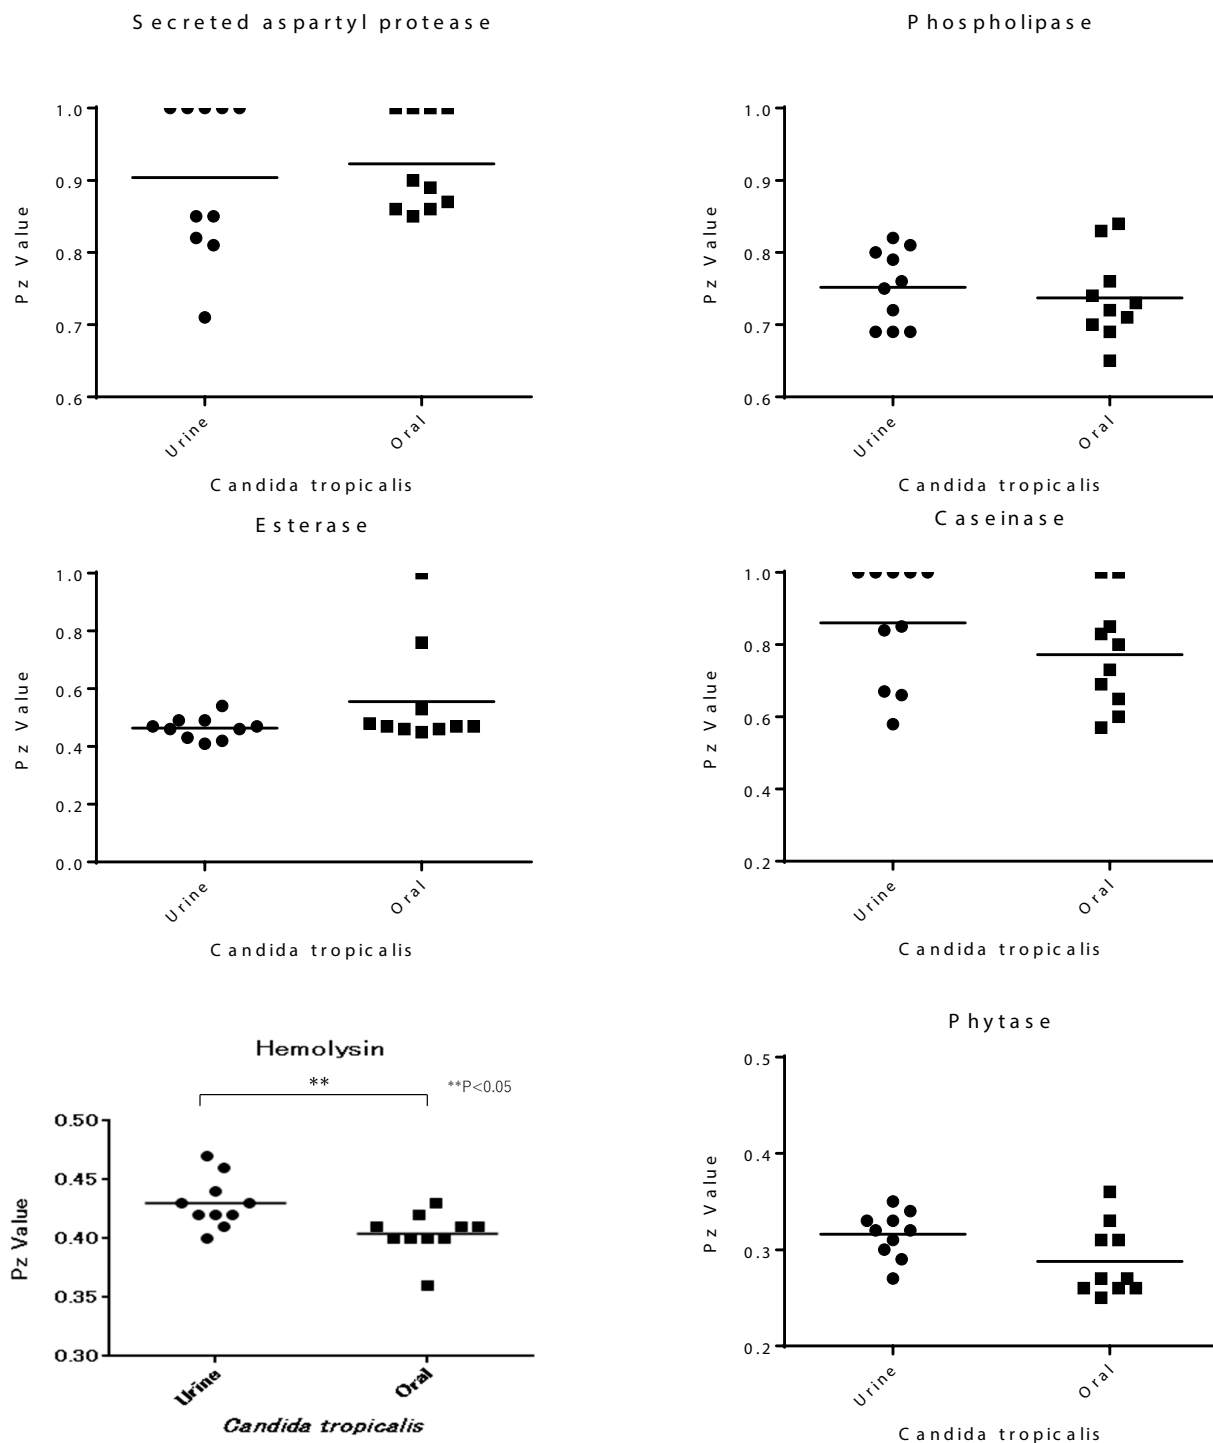 Secreted aspartyl protease
1.0
0.9
0.8
0.7
0.6
Pz Value
Urine
Oral
Candida tropicalis
Phospholipase
1.0
0.9
0.8
0.7
0.6
Pz Value
Urine
Oral
Candida tropicalis
Esterase
1.0
0.8
0.6
0.4
0.2
0.0
Pz Value
Urine
Oral
Candida tropicalis
Caseinase
1.0
0.8
0.6
0.4
0.2
Pz Value
Urine
Oral
Candida tropicalis
Hemolysin
**
**P<0.05
0.50
0.45
0.40
0.35
0.30
Pz Value
Urine
Oral
Candida tropicalis
Phytase
0.5
0.4
0.3
0.2
Pz Value
Urine
Oral
Candida tropicalis